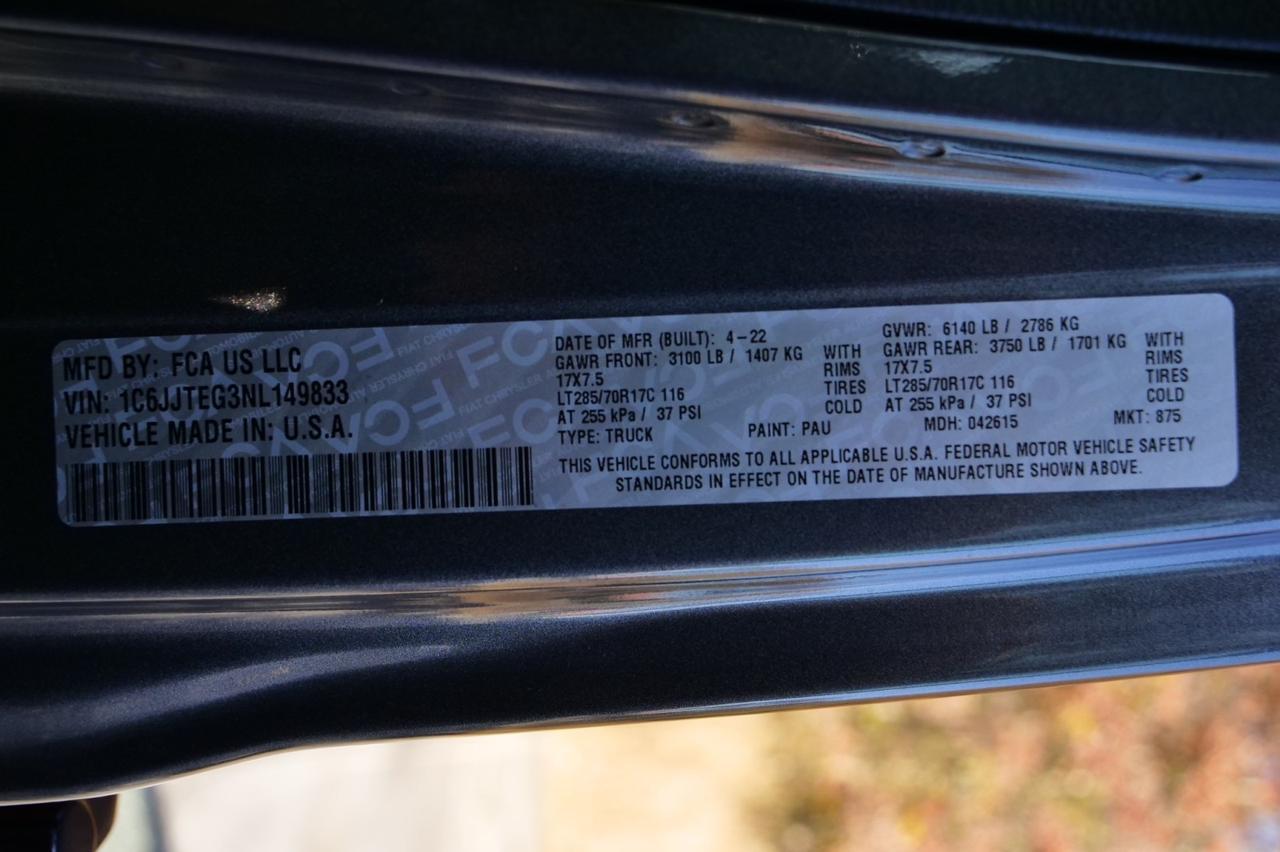 MFD BY: FCA US LLC
VIN: 1C6JJTEG3NL149833
VEHICLE MADE IN: U.S.A.
DATE OF MFR (BUILT): 4-22
GAWR FRONT: 3100 LB / 1407 KG WITH
17X7.5 RIMS
LT285/70R17C 116 TIRES
AT 255 kPa / 37 PSI COLD
TYPE: TRUCK PAINT: PAU
GVWR: 6140 LB / 2786 KG
GAWR REAR: 3750 LB / 1701 KG WITH
17X7.5 RIMS
LT285/70R17C 116 TIRES
AT 255 kPa / 37 PSI COLD
MDH: 042615 MKT: 875
THIS VEHICLE CONFORMS TO ALL APPLICABLE U.S.A. FEDERAL MOTOR VEHICLE SAFETY
STANDARDS IN EFFECT ON THE DATE OF MANUFACTURE SHOWN ABOVE.